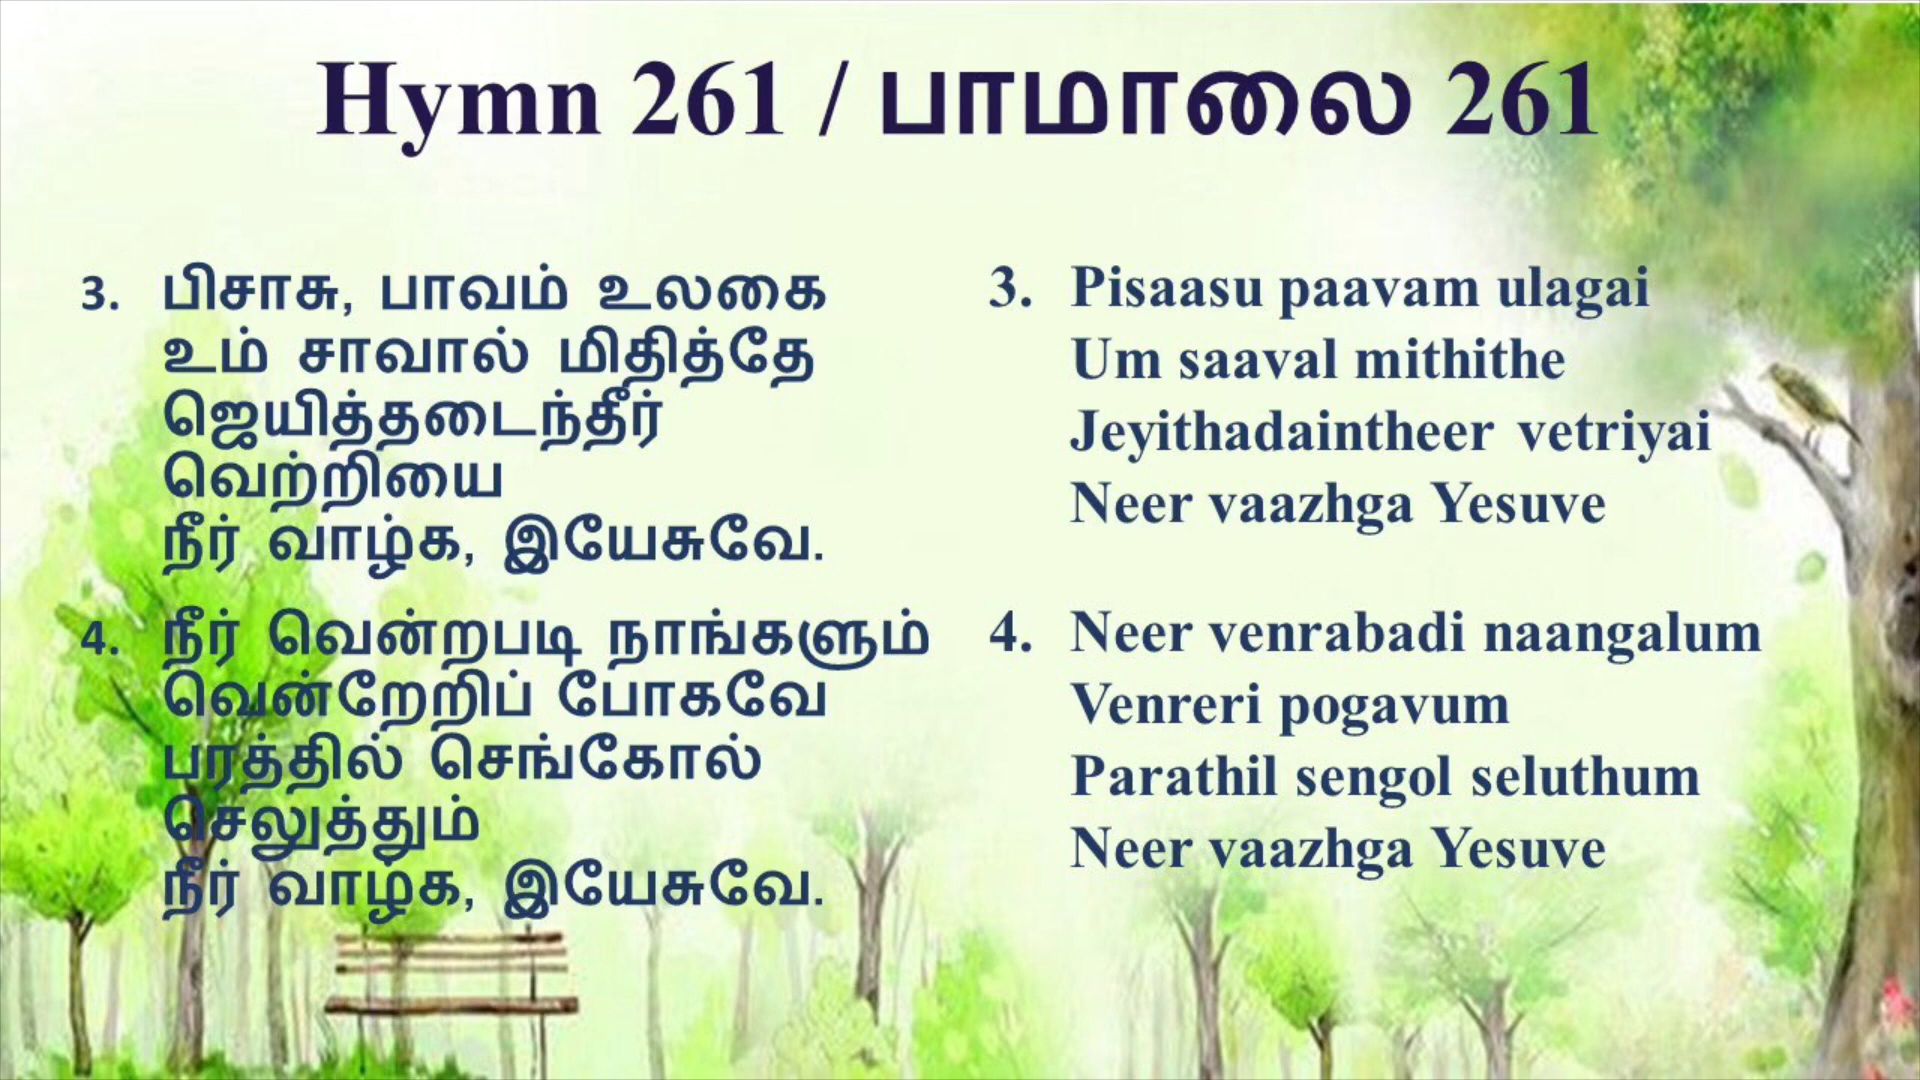 Hymn 261 / பாமாலை 261
3. பிசாசு, பாவம் உலகை
உம் சாவால் மிதித்தே
ஜெயித்தடைந்தீர்
வெற்றியை
நீர் வாழ்க, இயேசுவே.
4. நீர் வென்றபடி நாங்களும்
வென்றேறிப் போகவே
பரத்தில் செங்கோல்
செலுத்தும்
நீர் வாழ்க, இயேசுவே.
3. Pisaasu paavam ulagai
Um saaval mithithe
Jeyithadaintheer vetriyai
Neer vaazhga Yesuve
4. Neer venrabadi naangalum
Venreri pogavum
Parathil sengol seluthum
Neer vaazhga Yesuve